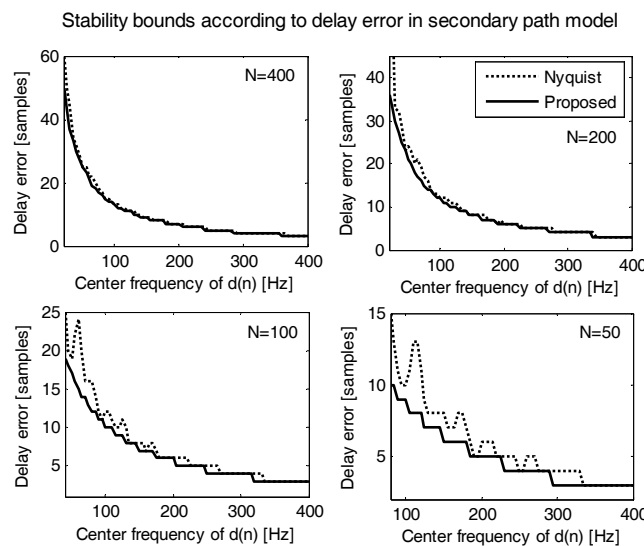 Stability bounds according to delay error in secondary path model
Delay error [samples]
60
40
20
0
N=400
100
200
300
400
Center frequency of d(n) [Hz]
Delay error [samples]
40
30
20
10
0
Nyquist
Proposed
N=200
100
200
300
400
Center frequency of d(n) [Hz]
Delay error [samples]
25
20
15
10
5
N=100
100
200
300
400
Center frequency of d(n) [Hz]
Delay error [samples]
15
10
5
N=50
100
200
300
400
Center frequency of d(n) [Hz]